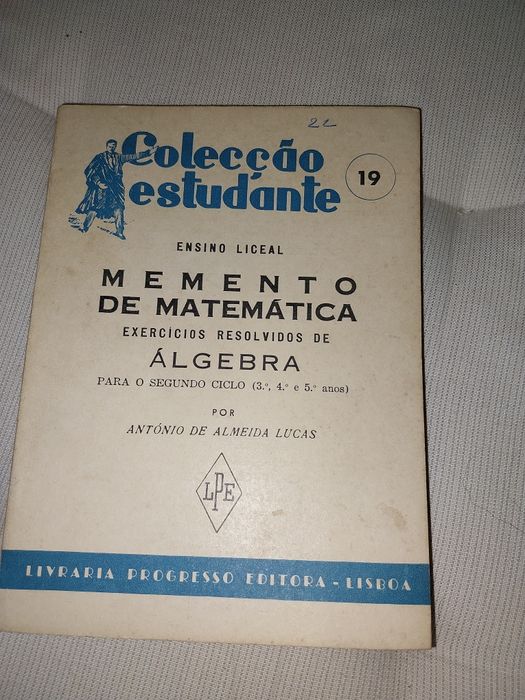 22
Colecção
estudante
19
ENSINO LICEAL
MEMENTO
DE MATEMÁTICA
EXERCÍCIOS RESOLVIDOS DE
ÁLGEBRA
PARA O SEGUNDO CICLO (3.º, 4.º e 5.º anos)
POR
ANTÓNIO DE ALMEIDA LUCAS
LPE
LIVRARIA PROGRESSO EDITORA - LISBOA